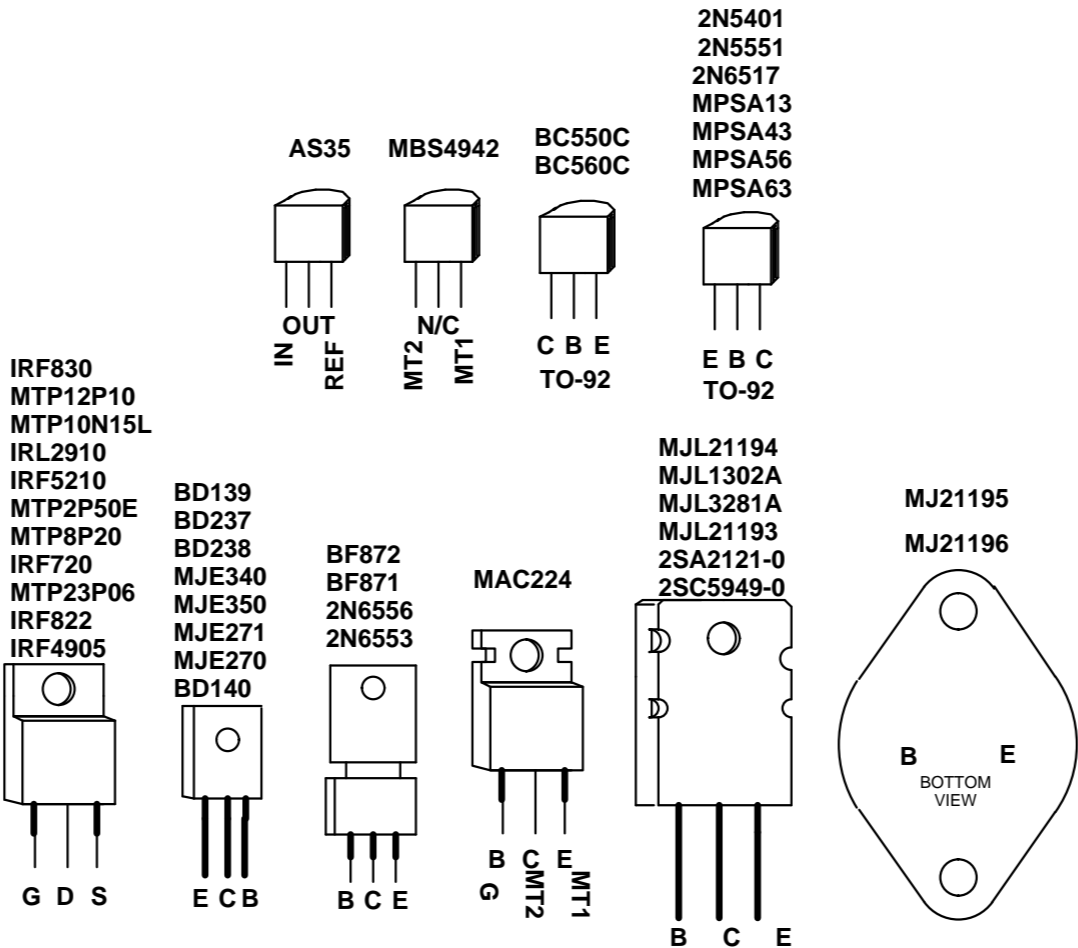 2N5401
2N5551
2N6517
MPSA13
MPSA43
MPSA56
MPSA63
AS35
MBS4942
BC550C
BC560C
IN
OUT
REF
MT2
N/C
MT1
C B E
TO-92
E B C
TO-92
IRF830
MTP12P10
MTP10N15L
IRL2910
IRF5210
MTP2P50E
MTP8P20
IRF720
MTP23P06
IRF822
IRF4905
G D S
BD139
BD237
BD238
MJE340
MJE350
MJE271
MJE270
BD140
E C B
BF872
BF871
2N6556
2N6553
B C E
MAC224
B C E
G MT2 MT1
MJL21194
MJL1302A
MJL3281A
MJL21193
2SA2121-0
2SC5949-0
B C E
MJ21195
MJ21196
B E
BOTTOM
VIEW